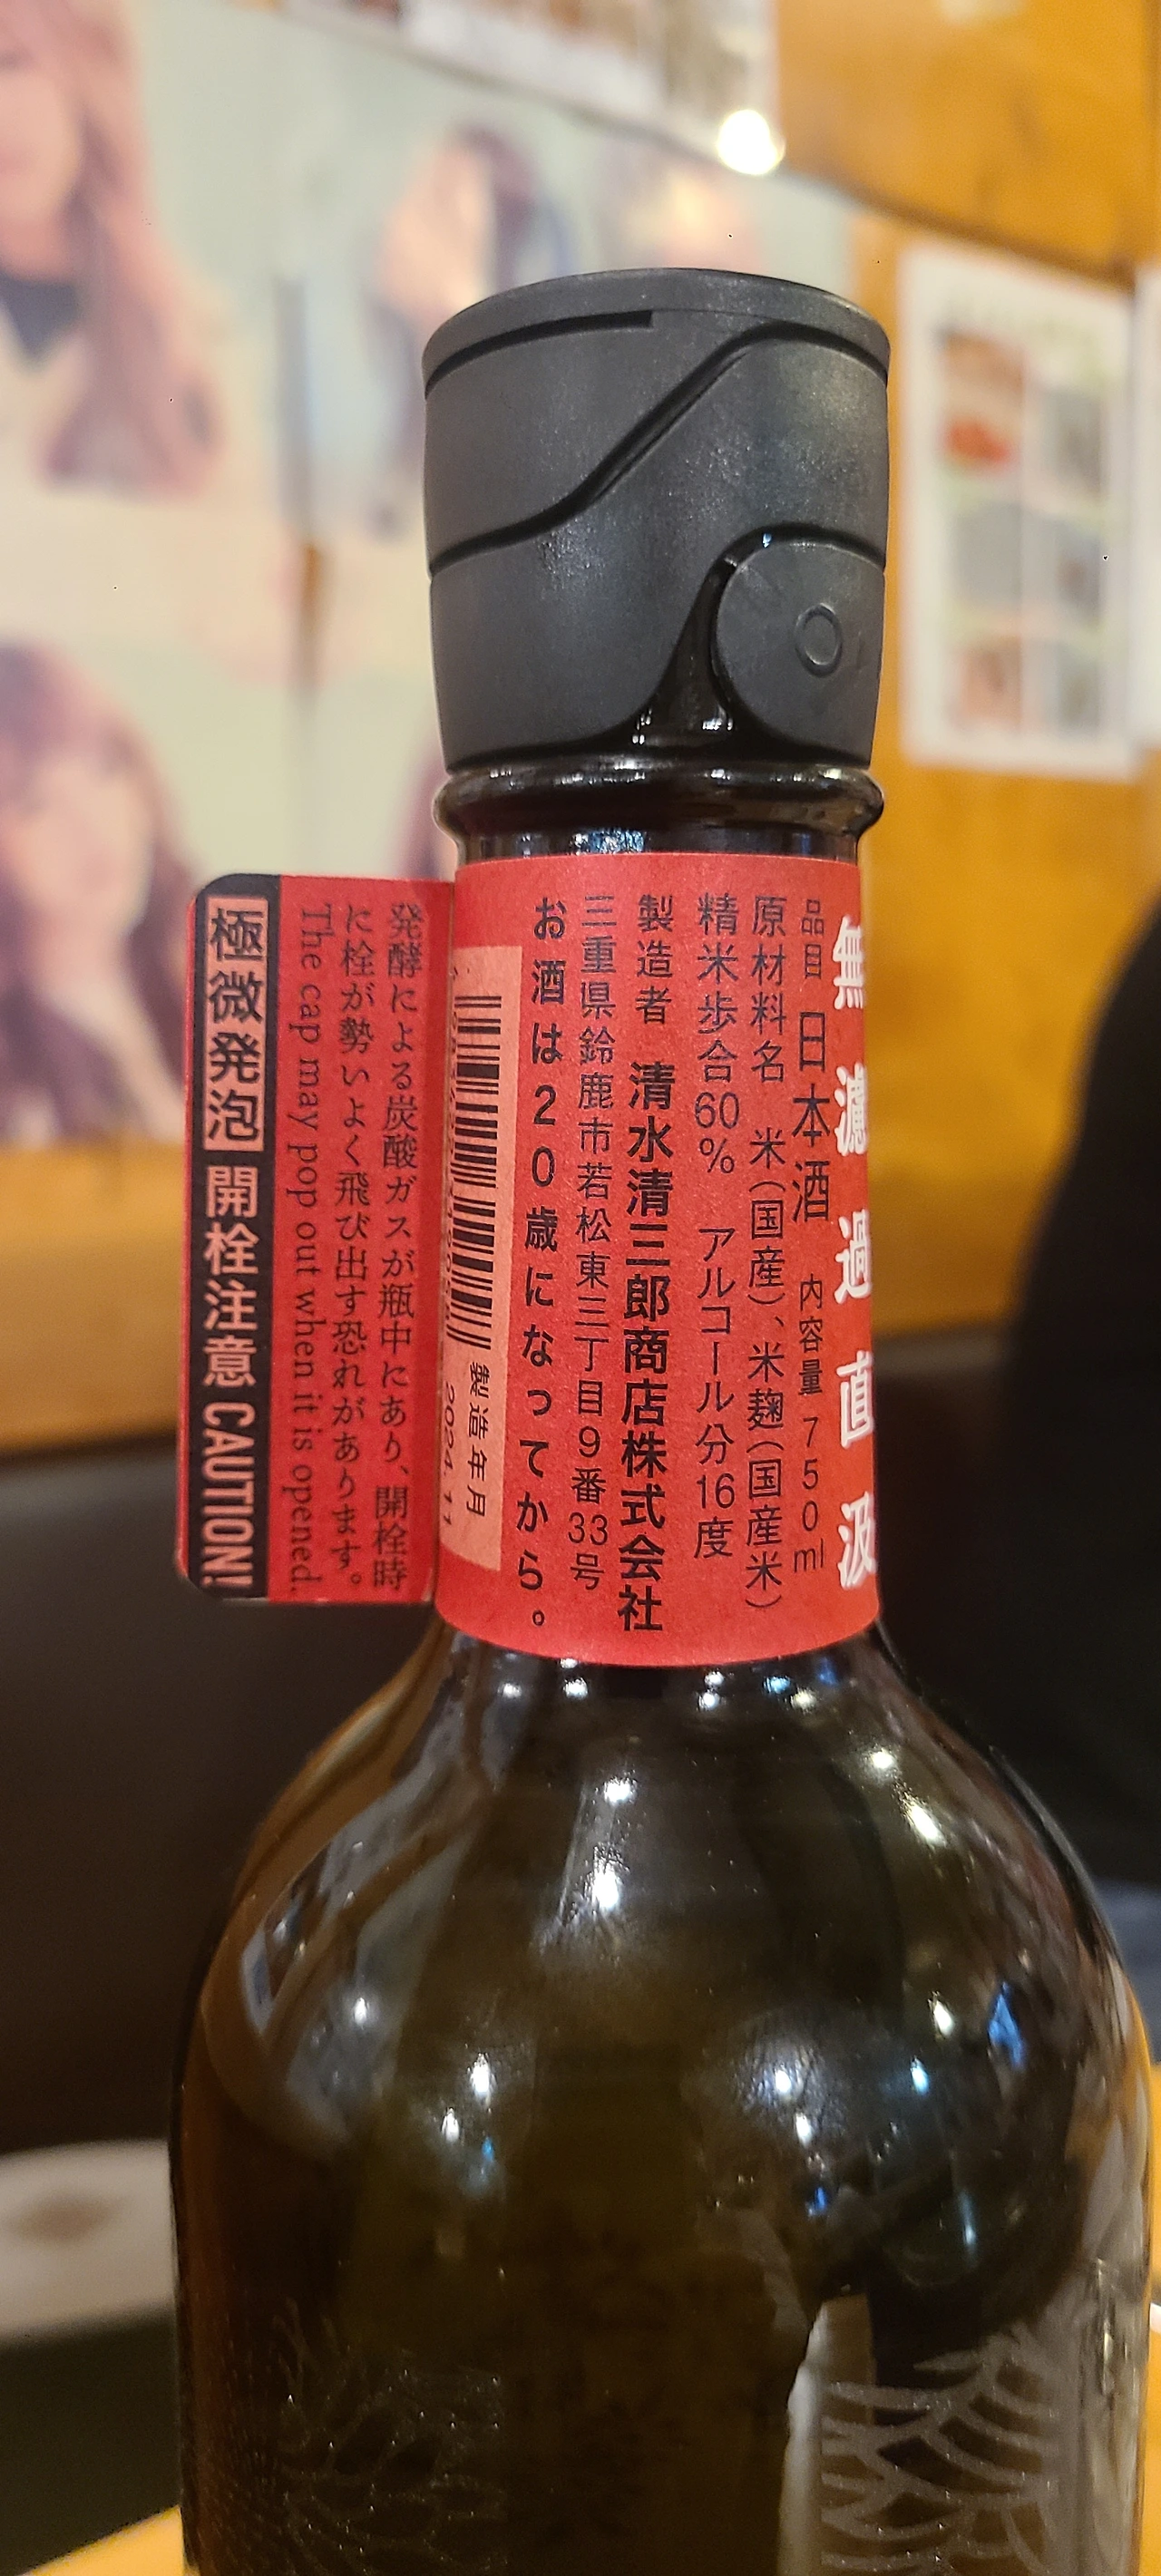 無濾過直汲
品目 日本酒 内容量 750ml
原材料名 米(国産)、米麹(国産米)
精米歩合60% アルコール分16度
製造者 清水清三郎商店株式会社
三重県鈴鹿市若松東三丁目9番33号
お酒は20歳になってから。
製造年月
2024. 11
発酵による炭酸ガスが瓶中にあり、開栓時
に栓が勢いよく飛び出す恐れがあります。
The cap may pop out when it is opened.
極微発泡 開栓注意 CAUTION!